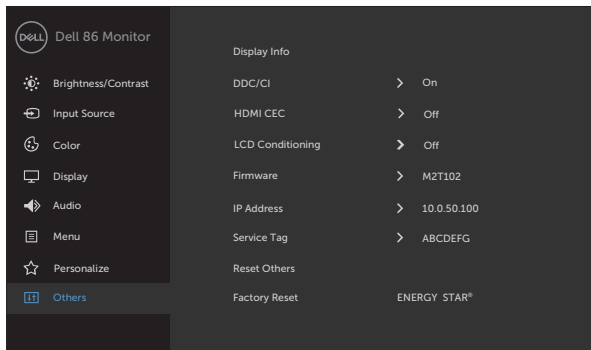 DELL Dell 86 Monitor
Brightness/Contrast
Input Source
Color
Display
Audio
Menu
Personalize
Others
Display Info
DDC/CI On
HDMI CEC Off
LCD Conditioning Off
Firmware M2T102
IP Address 10.0.50.100
Service Tag ABCDEFG
Reset Others
Factory Reset ENERGY STAR®